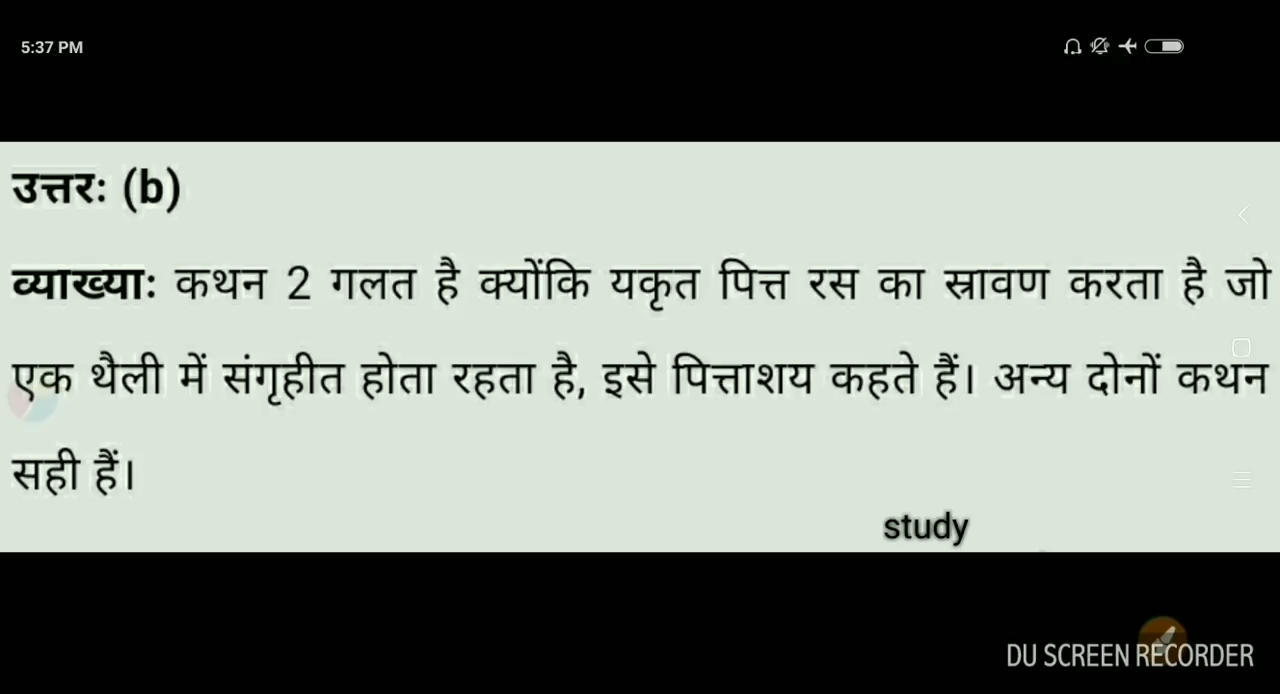 5:37 PM
उत्तरः (b)
व्याख्याः कथन 2 गलत है क्योंकि यकृत पित्त रस का स्रावण करता है जो
एक थैली में संगृहीत होता रहता है, इसे पित्ताशय कहते हैं। अन्य दोनों कथन
सही हैं।
study
DU SCREEN RECORDER